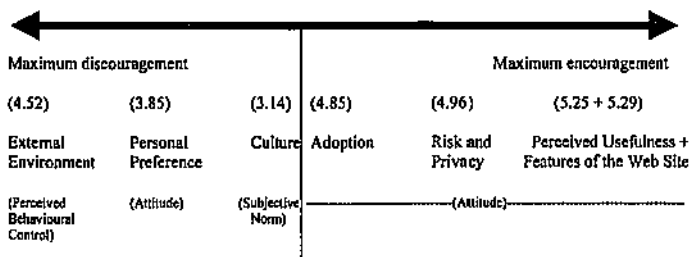 Maximum discouragement Maximum encouragement
(4.52) (3.85) (3.14) (4.85) (4.96) (5.25 + 5.29)
External Personal Culture Adoption Risk and Perceived Usefulness +
Environment Preference Privacy Features of the Web Site
(Perceived (Attitude) (Subjective (Attitude)
Behavioural Norm)
Control)